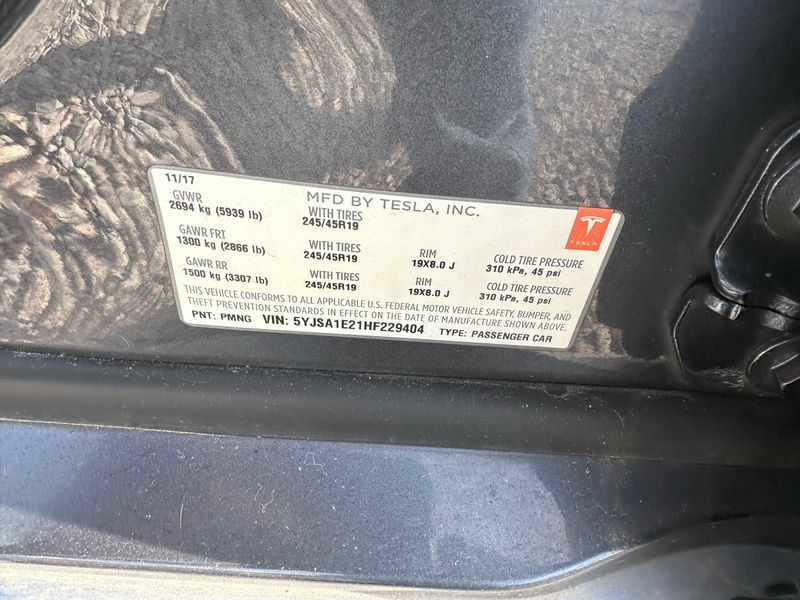 11/17
MFD BY TESLA, INC.
GVWR
2694 kg (5939 lb)
WITH TIRES
245/45R19
GAWR FRT
1300 kg (2866 lb)
WITH TIRES
245/45R19
RIM
19X8.0 J
COLD TIRE PRESSURE
310 kPa, 45 psi
GAWR RR
1500 kg (3307 lb)
WITH TIRES
245/45R19
RIM
19X8.0 J
COLD TIRE PRESSURE
310 kPa, 45 psi
THIS VEHICLE CONFORMS TO ALL APPLICABLE U.S. FEDERAL MOTOR VEHICLE SAFETY, BUMPER, AND
THEFT PREVENTION STANDARDS IN EFFECT ON THE DATE OF MANUFACTURE SHOWN ABOVE.
PNT: PMNG VIN: 5YJSA1E21HF229404 TYPE: PASSENGER CAR
TESLA